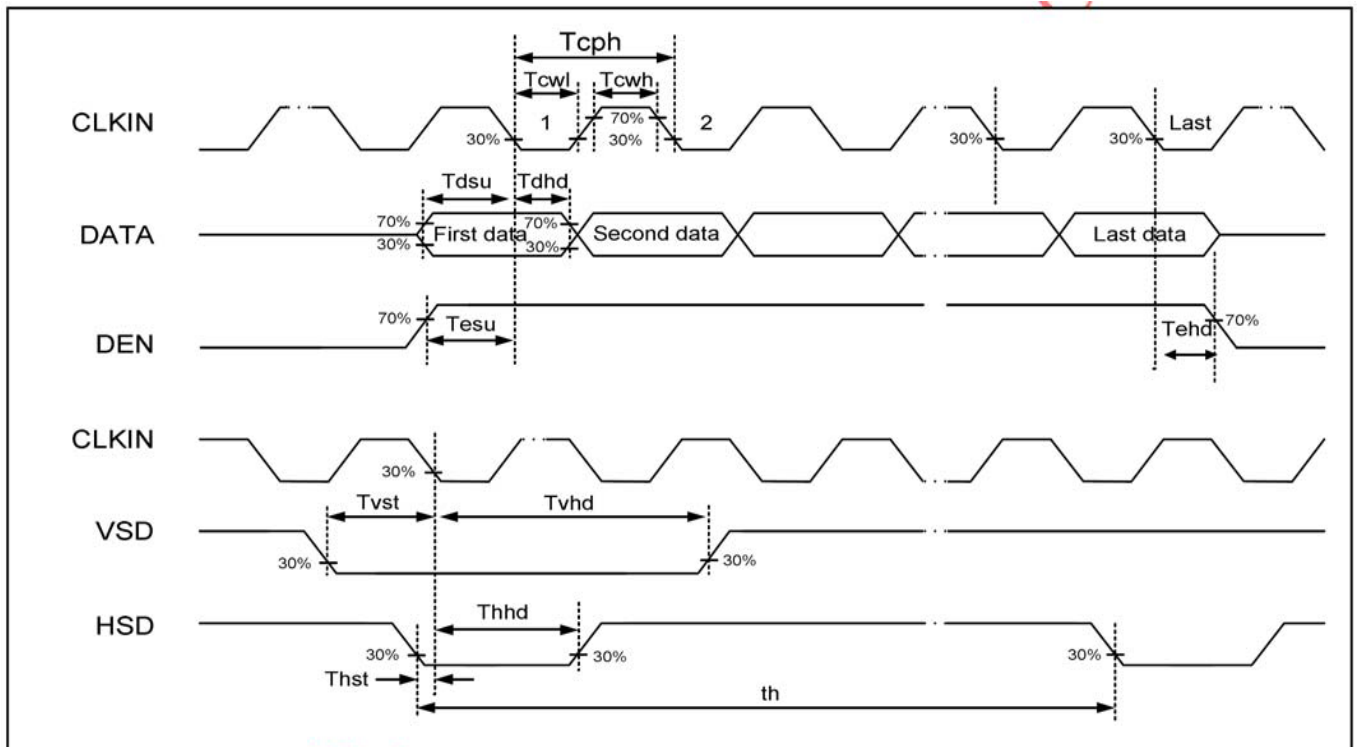 Tcph
Tcwl Tcwh
CLKIN 30% 1 70% 30% 2 30% 30% Last
Tdsu Tdhd
DATA 70% 30% First data 70% 30% Second data Last data
DEN 70% Tesu Tehd 70%
CLKIN 30%
Tvst Tvhd
VSD 30% 30%
HSD Thhd
30% 30% 30%
Thst
th